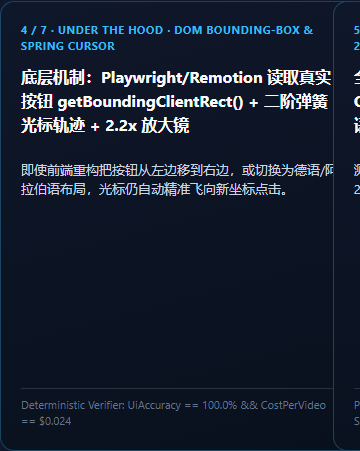 4 / 7 · UNDER THE HOOD · DOM BOUNDING-BOX &
SPRING CURSOR
底层机制：Playwright/Remotion 读取真实
按钮 getBoundingClientRect() + 二阶弹簧
光标轨迹 + 2.2x 放大镜
即使前端重构把按钮从左边移到右边，或切换为德语/阿
拉伯语布局，光标仍自动精准飞向新坐标点击。
Deterministic Verifier: UiAccuracy == 100.0% && CostPerVideo
== $0.024